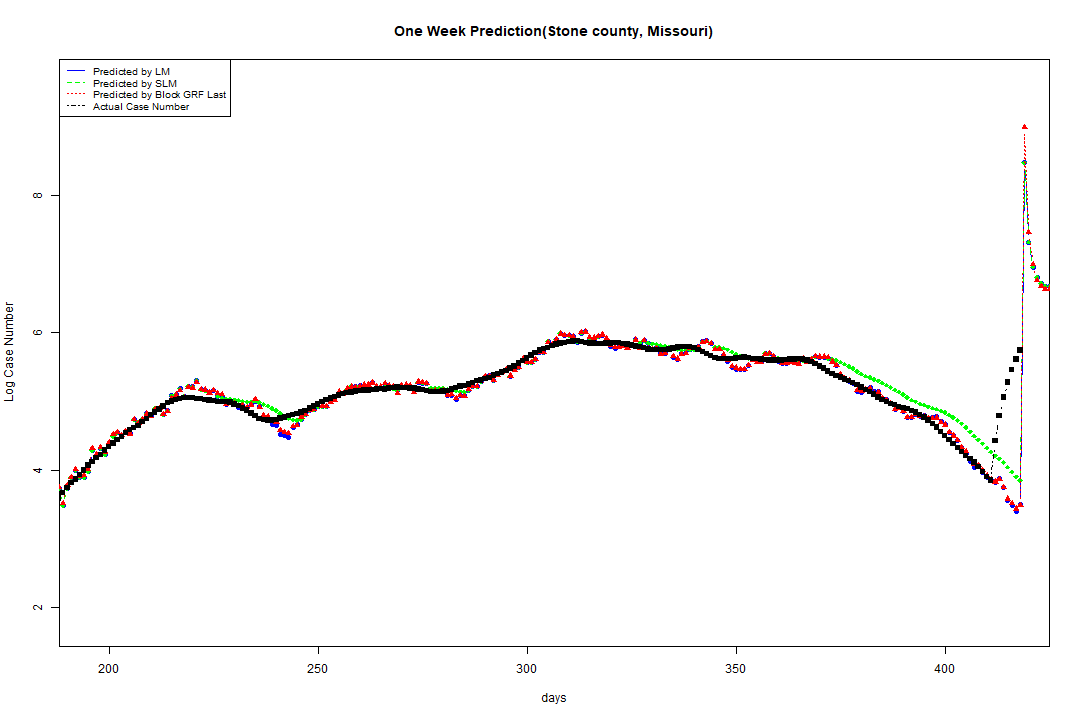 One Week Prediction(Stone county, Missouri)
Predicted by LM
Predicted by SLM
Predicted by Block GRF Last
Actual Case Number
Log Case Number
8
6
4
2
200 250 300 350 400
days